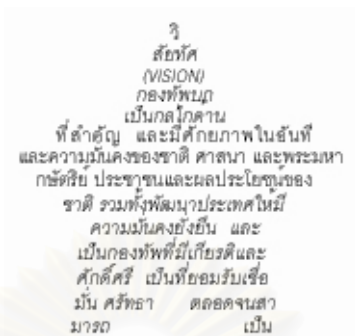 วิ
สัยทัศ
(VISION)
กองทัพบก
เป็นกลไกด้าน
ที่สำคัญ และมีศักยภาพในอันที่
และความมั่นคงของชาติ ศาสนา และพระมหา
กษัตริย์ ประชาชนและผลประโยชน์ของ
ชาติ รวมทั้งพัฒนาประเทศให้มี
ความมั่นคงยั่งยืน และ
เป็นกองทัพที่มีเกียรติและ
ศักดิ์ศรี เป็นที่ยอมรับเชื่อ
มั่น ศรัทธา ตลอดจนสา
มารถ เป็น